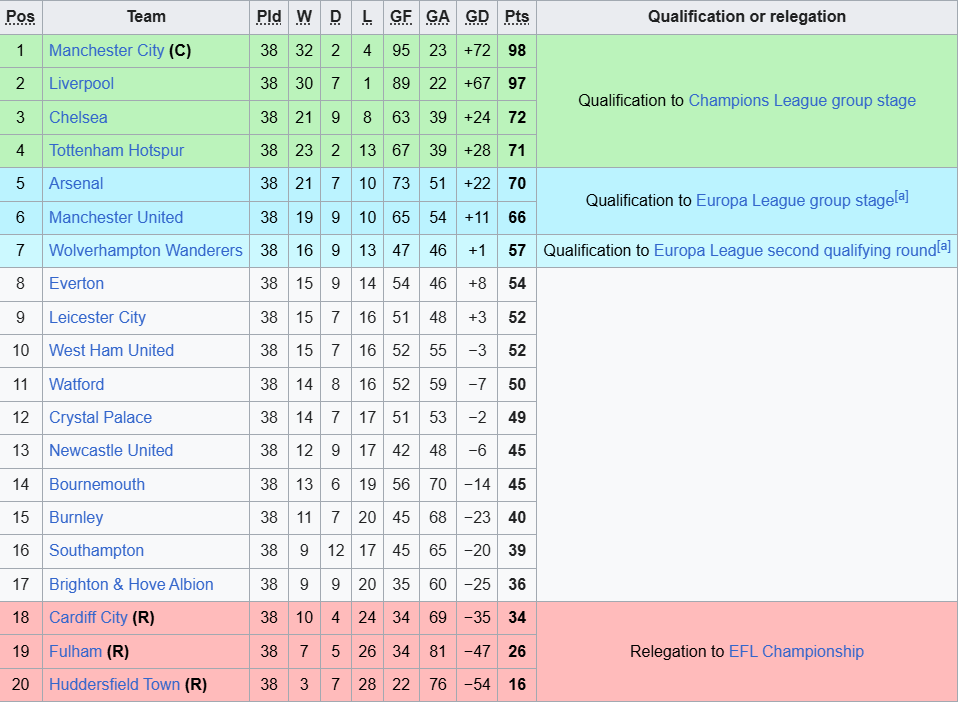 Pos Team Pld W D L GF GA GD Pts Qualification or relegation
1 Manchester City (C) 38 32 2 4 95 23 +72 98 Qualification to Champions League group stage
2 Liverpool 38 30 7 1 89 22 +67 97
3 Chelsea 38 21 9 8 63 39 +24 72
4 Tottenham Hotspur 38 23 2 13 67 39 +28 71
5 Arsenal 38 21 7 10 73 51 +22 70 Qualification to Europa League group stage[a]
6 Manchester United 38 19 9 10 65 54 +11 66
7 Wolverhampton Wanderers 38 16 9 13 47 46 +1 57 Qualification to Europa League second qualifying round[a]
8 Everton 38 15 9 14 54 46 +8 54
9 Leicester City 38 15 7 16 51 48 +3 52
10 West Ham United 38 15 7 16 52 55 −3 52
11 Watford 38 14 8 16 52 59 −7 50
12 Crystal Palace 38 14 7 17 51 53 −2 49
13 Newcastle United 38 12 9 17 42 48 −6 45
14 Bournemouth 38 13 6 19 56 70 −14 45
15 Burnley 38 11 7 20 45 68 −23 40
16 Southampton 38 9 12 17 45 65 −20 39
17 Brighton & Hove Albion 38 9 9 20 35 60 −25 36
18 Cardiff City (R) 38 10 4 24 34 69 −35 34 Relegation to EFL Championship
19 Fulham (R) 38 7 5 26 34 81 −47 26
20 Huddersfield Town (R) 38 3 7 28 22 76 −54 16